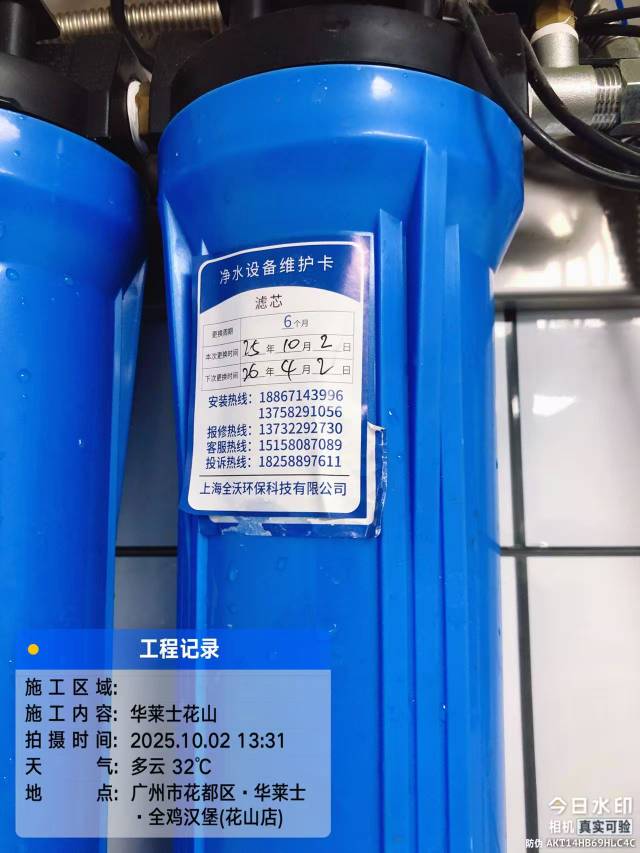 净水设备维护卡
滤芯
更换周期 6个月
本次更换时间 25年10月2日
下次更换时间 26年4月2日
安装热线：18867143996
13758291056
报修热线：13732292730
客服热线：15158087089
投诉热线：18258897611
上海全沃环保科技有限公司
工程记录
施工区域：
施工内容：华莱士花山
拍摄时间：2025.10.02 13:31
天气：多云 32℃
地点：广州市花都区·华莱士
·全鸡汉堡(花山店)
今日水印
相机 真实可验
防伪 AKT14HB69HLC4C